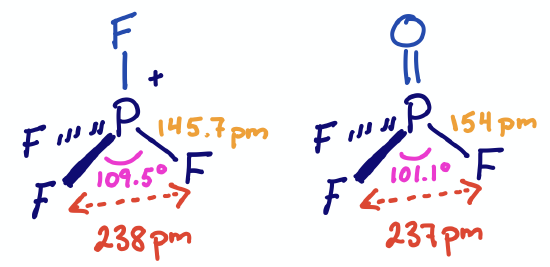 F O
+
P P
F 145.7 pm F 154 pm
F F
F 109.5° F 101.1°
238 pm 237 pm